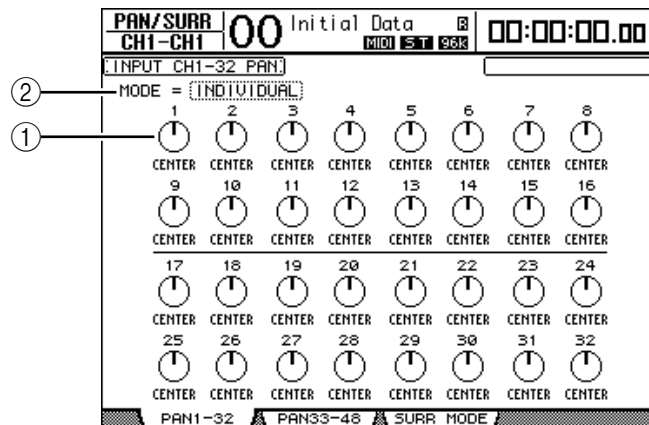 PAN/SURR
CH1-CH1
00
Initial Data
MIDI ST 96K
00:00:00.00
INPUT CH1-32 PAN
② MODE = INDIVIDUAL
1 2 3 4 5 6 7 8
①
CENTER CENTER CENTER CENTER CENTER CENTER CENTER CENTER
9 10 11 12 13 14 15 16
CENTER CENTER CENTER CENTER CENTER CENTER CENTER CENTER
17 18 19 20 21 22 23 24
CENTER CENTER CENTER CENTER CENTER CENTER CENTER CENTER
25 26 27 28 29 30 31 32
CENTER CENTER CENTER CENTER CENTER CENTER CENTER CENTER
PAN1-32 PAN33-48 SURR MODE